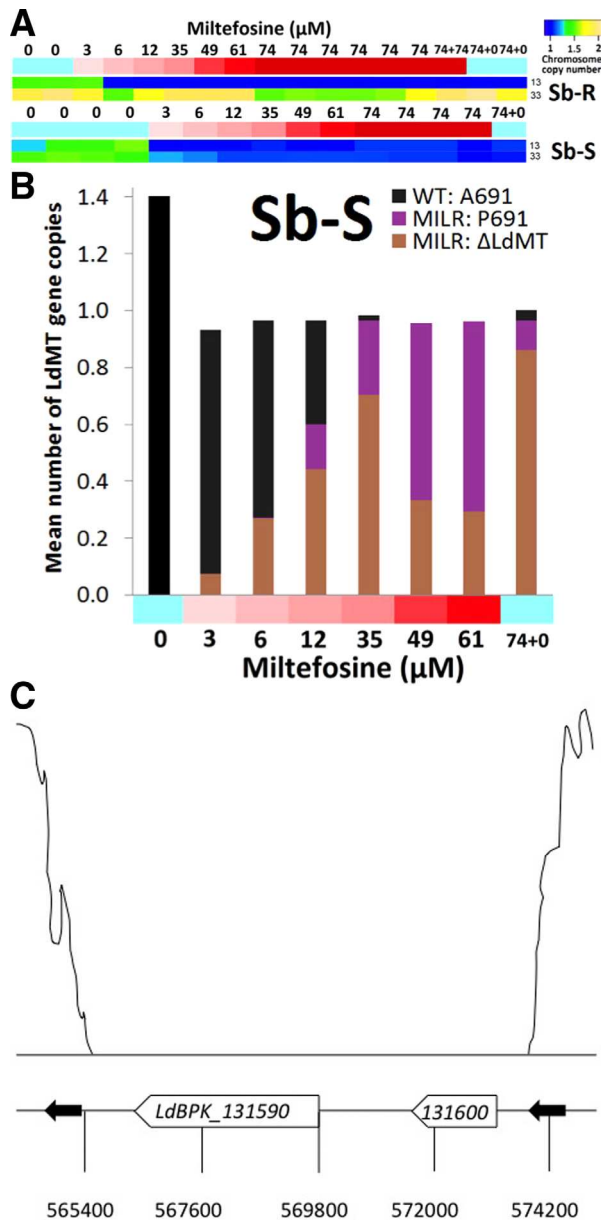 A
Miltefosine (µM)
0 0 3 6 12 35 49 61 74 74 74 74 74 74 74+74 74+0 74+0
13
33
Sb-R
1 1.5 2
Chromosome
copy number
0 0 0 0 3 6 12 35 49 61 74 74 74 74 74+0
13
33
Sb-S
B
Sb-S
WT: A691
MILR: P691
MILR: ΔLdMT
Mean number of LdMT gene copies
1.4
1.2
1.0
0.8
0.6
0.4
0.2
0.0
0 3 6 12 35 49 61 74+0
Miltefosine (µM)
C
LdBPK_131590
131600
565400 567600 569800 572000 574200